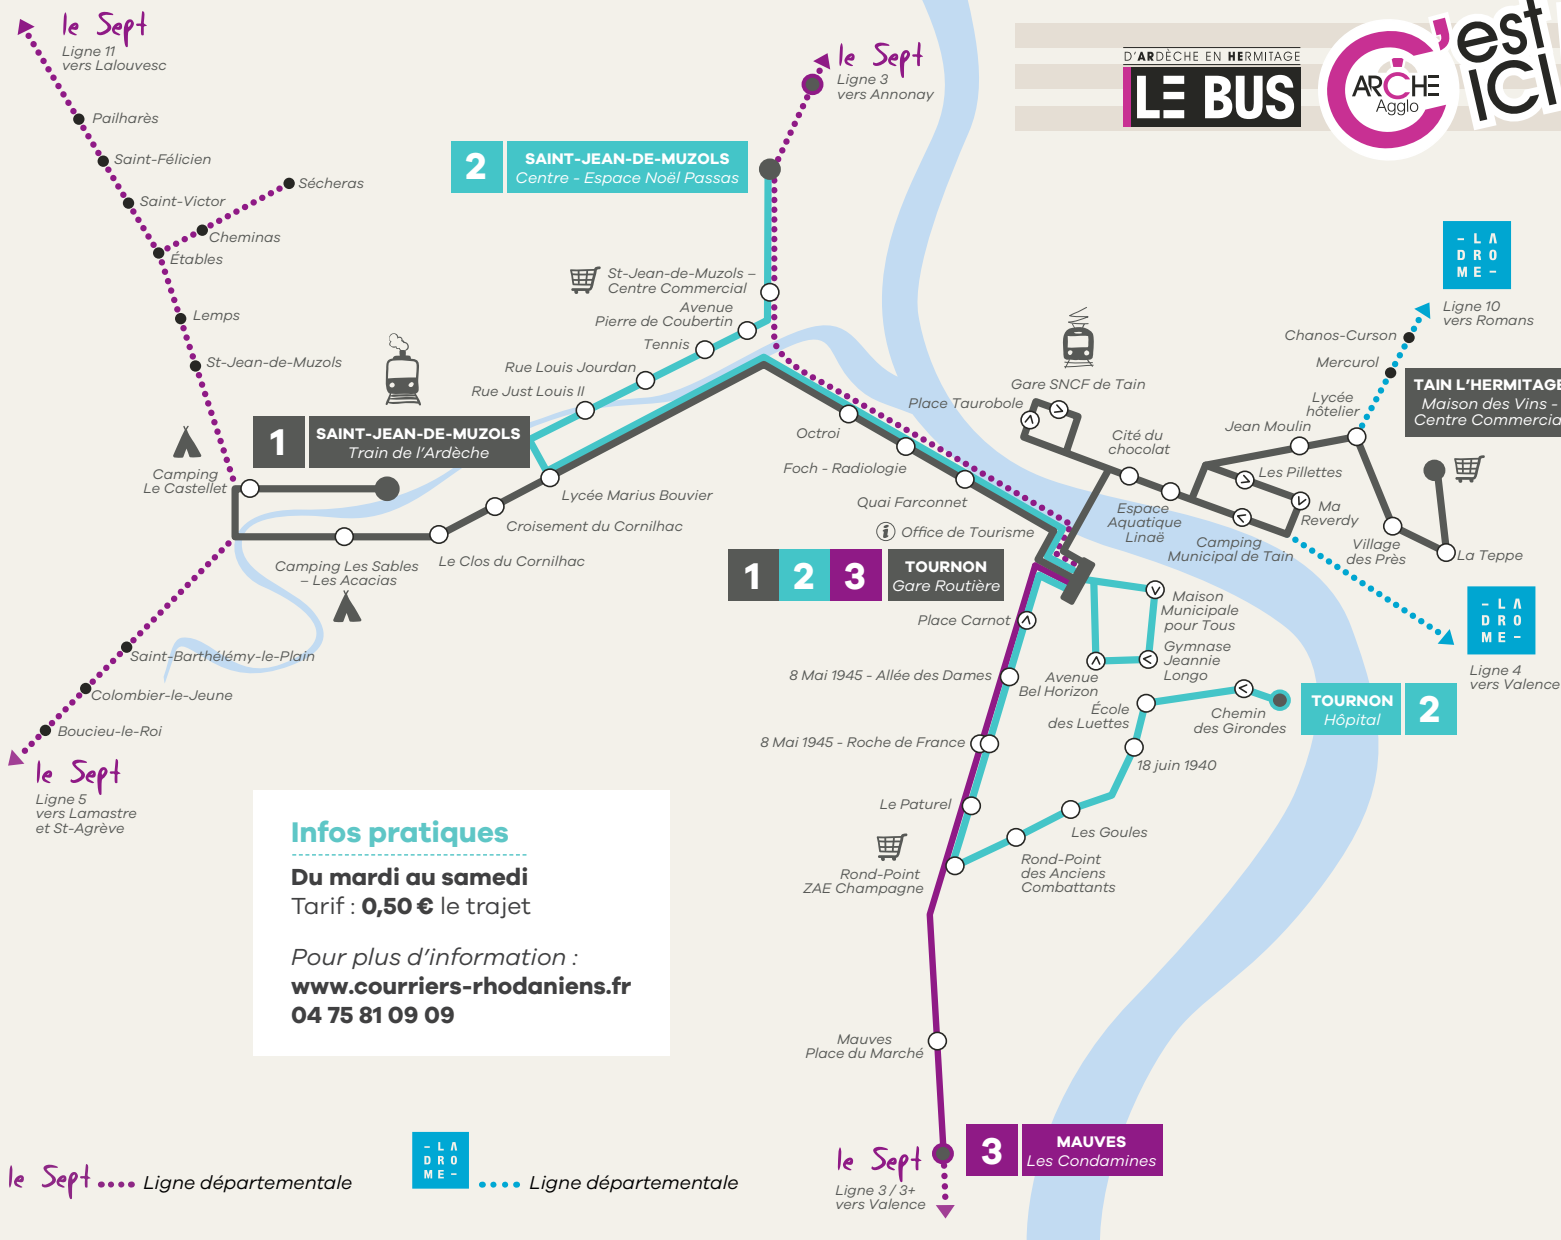 le Sept
Ligne 11
vers Lalouvesc
Pailharès
Saint-Félicien
Saint-Victor
Sécheras
Cheminas
Étables
Lemps
St-Jean-de-Muzols
le Sept
Ligne 3
vers Annonay
D'ARDÈCHE EN HERMITAGE
LE BUS
ARCHE
Agglo
C'est
ICI
2
SAINT-JEAN-DE-MUZOLS
Centre - Espace Noël Passas
St-Jean-de-Muzols –
Centre Commercial
Avenue
Pierre de Coubertin
Tennis
Rue Louis Jourdan
Rue Just Louis II
1
SAINT-JEAN-DE-MUZOLS
Train de l'Ardèche
Camping
Le Castellet
Lycée Marius Bouvier
Croisement du Cornilhac
Le Clos du Cornilhac
Camping Les Sables
– Les Acacias
Octroi
Foch - Radiologie
Quai Farconnet
i Office de Tourisme
Gare SNCF de Tain
Place Taurobole
Cité du
chocolat
Espace
Aquatique
Linaë
Jean Moulin
Les Pillettes
Ma
Reverdy
Camping
Municipal de Tain
Lycée
hôtelier
Village
des Près
La Teppe
Chanos-Curson
Mercurol
– L A
D R O
M E –
Ligne 10
vers Romans
TAIN L'HERMITAGE
Maison des Vins -
Centre Commercia
– L A
D R O
M E –
Ligne 4
vers Valence
1 2 3
TOURNON
Gare Routière
Place Carnot
8 Mai 1945 - Allée des Dames
8 Mai 1945 - Roche de France
Le Paturel
Rond-Point
ZAE Champagne
Maison
Municipale
pour Tous
Gymnase
Jeannie
Longo
Avenue
Bel Horizon
École
des Luettes
Chemin
des Girondes
TOURNON
Hôpital
2
18 juin 1940
Les Goules
Rond-Point
des Anciens
Combattants
Saint-Barthélémy-le-Plain
Colombier-le-Jeune
Boucieu-le-Roi
le Sept
Ligne 5
vers Lamastre
et St-Agrève
Infos pratiques
Du mardi au samedi
Tarif : 0,50 € le trajet
Pour plus d'information :
www.courriers-rhodaniens.fr
04 75 81 09 09
Mauves
Place du Marché
3
MAUVES
Les Condamines
le Sept
Ligne 3 / 3+
vers Valence
le Sept Ligne départementale
– L A
D R O
M E –
Ligne départementale